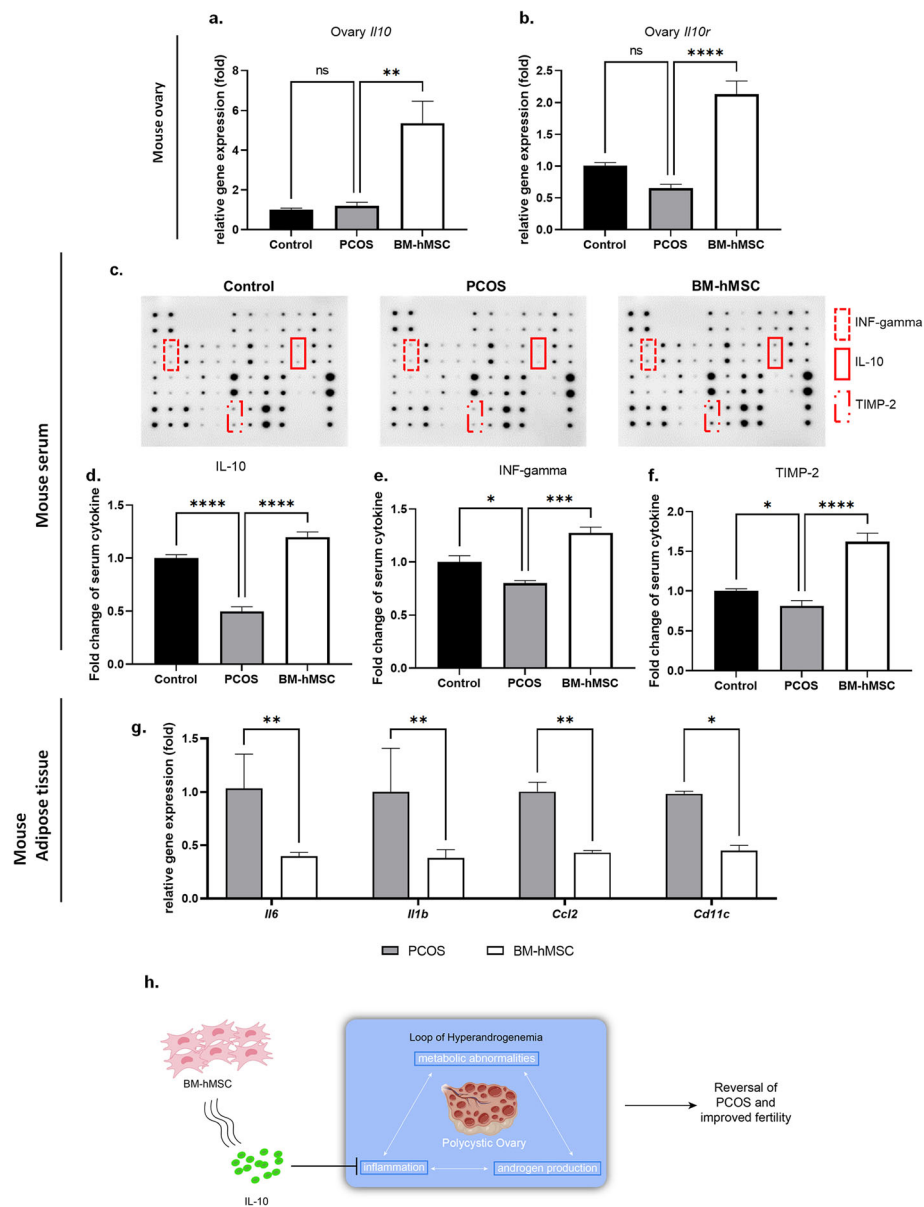 Mouse ovary
a.
Ovary Il10
relative gene expression (fold)
8
6
4
2
0
ns
**
Control
PCOS
BM-hMSC
b.
Ovary Il10r
relative gene expression (fold)
2.5
2.0
1.5
1.0
0.5
0.0
ns
****
Control
PCOS
BM-hMSC
Mouse serum
c.
Control
PCOS
BM-hMSC
INF-gamma
IL-10
TIMP-2
d.
IL-10
Fold change of serum cytokine
1.5
1.0
0.5
0.0
****
****
Control
PCOS
BM-hMSC
e.
INF-gamma
Fold change of serum cytokine
1.5
1.0
0.5
0.0
*
***
Control
PCOS
BM-hMSC
f.
TIMP-2
Fold change of serum cytokine
2.0
1.5
1.0
0.5
0.0
*
****
Control
PCOS
BM-hMSC
Mouse
Adipose tissue
g.
relative gene expression (fold)
1.5
1.0
0.5
0.0
**
**
**
*
Il6
Il1b
Ccl2
Cd11c
PCOS
BM-hMSC
h.
BM-hMSC
IL-10
Loop of Hyperandrogenemia
metabolic abnormalities
Polycystic Ovary
inflammation
androgen production
Reversal of
PCOS and
improved fertility